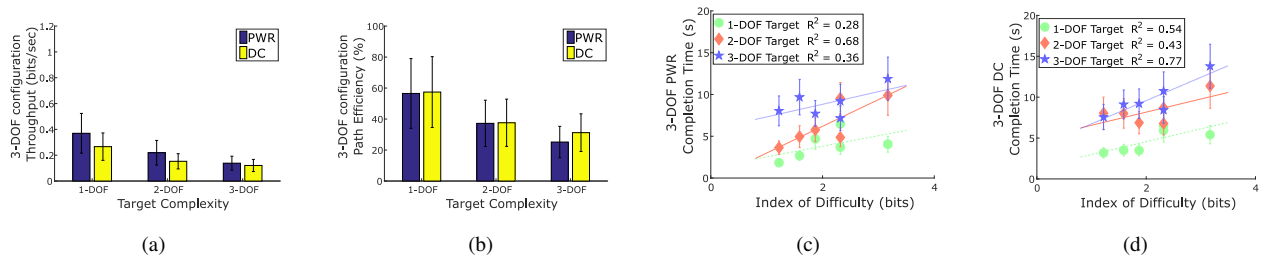 3-DOF configuration
Throughput (bits/sec)
1.2
1
0.8
0.6
0.4
0.2
0
PWR
DC
1-DOF 2-DOF 3-DOF
Target Complexity
(a)
3-DOF configuration
Path Efficiency (%)
100
80
60
40
20
0
PWR
DC
1-DOF 2-DOF 3-DOF
Target Complexity
(b)
3-DOF PWR
Completion Time (s)
20
15
10
5
0
1-DOF Target R² = 0.28
2-DOF Target R² = 0.68
3-DOF Target R² = 0.36
0 2 4
Index of Difficulty (bits)
(c)
3-DOF DC
Completion Time (s)
20
15
10
5
0
1-DOF Target R² = 0.54
2-DOF Target R² = 0.43
3-DOF Target R² = 0.77
0 2 4
Index of Difficulty (bits)
(d)